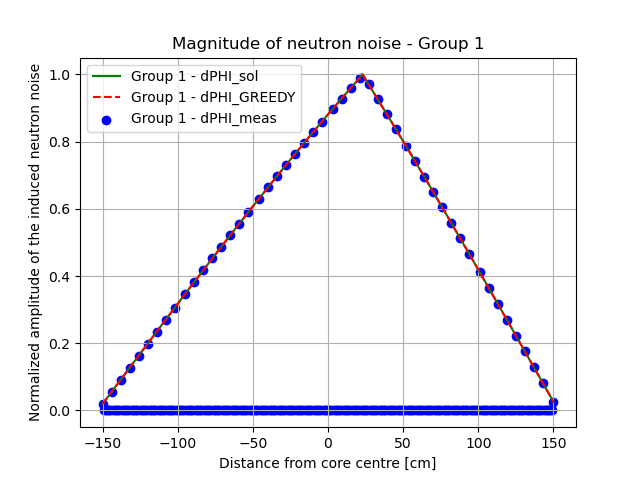 Magnitude of neutron noise - Group 1
Normalized amplitude of the induced neutron noise
1.0
0.8
0.6
0.4
0.2
0.0
Group 1 - dPHI_sol
Group 1 - dPHI_GREEDY
Group 1 - dPHI_meas
−150 −100 −50 0 50 100 150
Distance from core centre [cm]